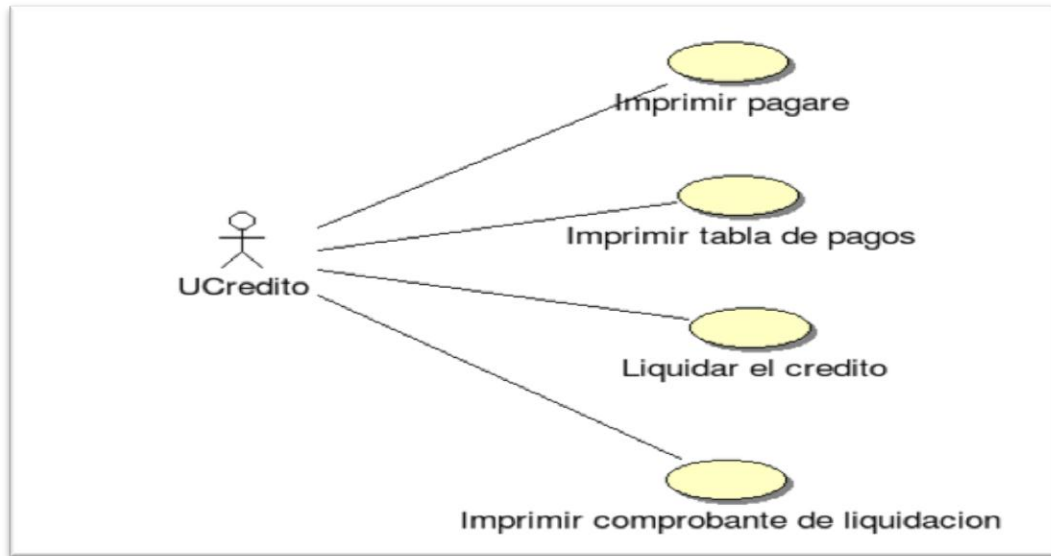 Imprimir pagare
Imprimir tabla de pagos
UCredito
Liquidar el credito
Imprimir comprobante de liquidacion